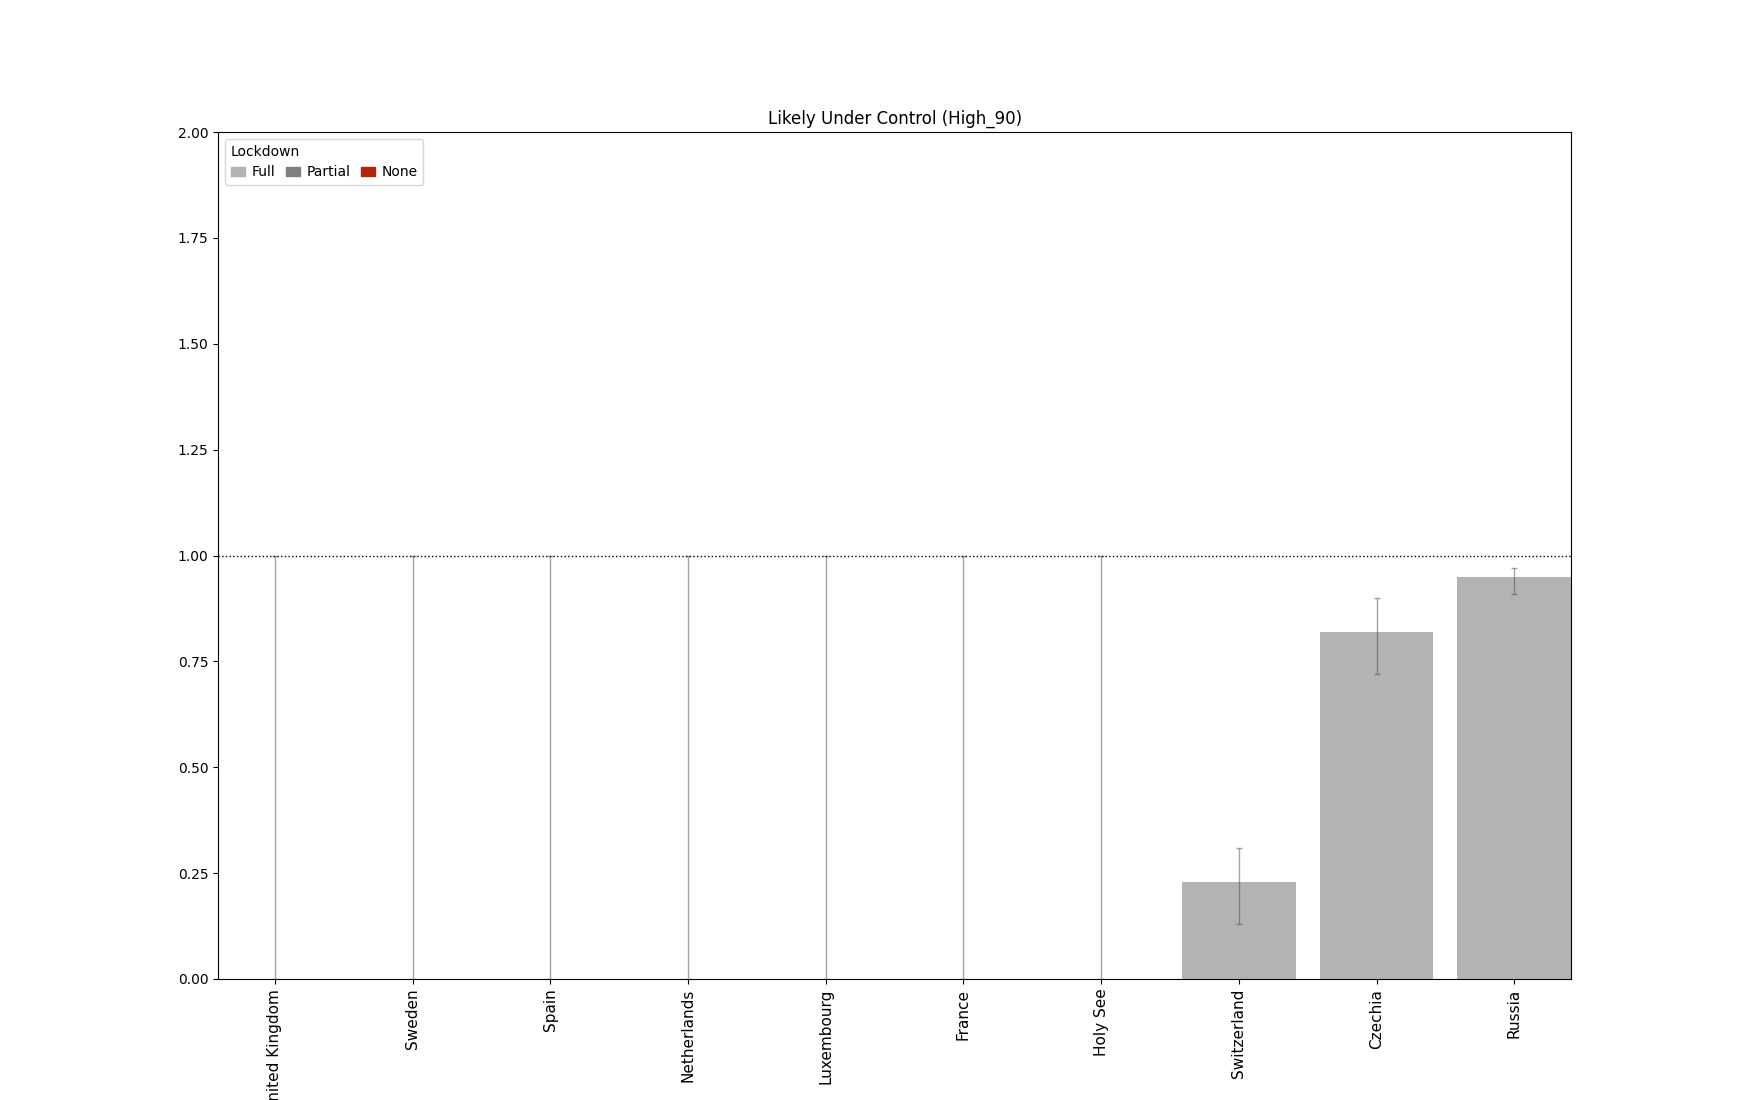 Likely Under Control (High_90)
2.00
Lockdown
Full Partial None
1.75
1.50
1.25
1.00
0.75
0.50
0.25
0.00
nited Kingdom
Sweden
Spain
Netherlands
Luxembourg
France
Holy See
Switzerland
Czechia
Russia